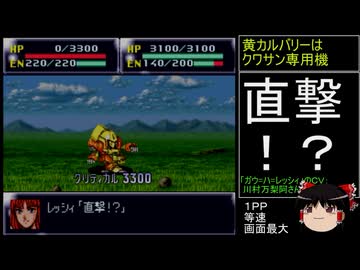 HP 0/3300
EN 220/220
HP 3100/3100
EN 140/200
クリティカル 3300
レッシィ「直撃!?」
黄カルバリーは
クワサン専用機
直撃
!?
「ガウ=ハ=レッシィ」のCV:
川村万梨阿さん
1PP
等速
画面最大